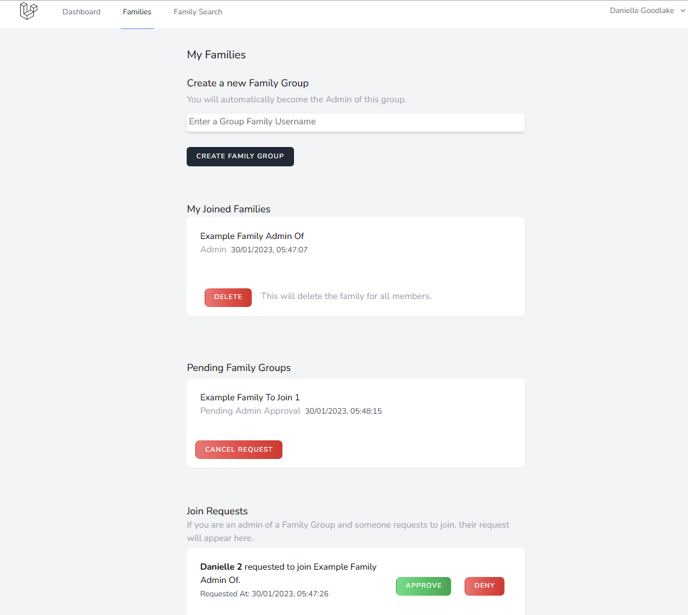 Dashboard Families Family Search Danielle Goodlake
My Families
Create a new Family Group
You will automatically become the Admin of this group.
Enter a Group Family Username
CREATE FAMILY GROUP
My Joined Families
Example Family Admin Of
Admin 30/01/2023, 05:47:07
DELETE This will delete the family for all members.
Pending Family Groups
Example Family To Join 1
Pending Admin Approval 30/01/2023, 05:48:15
CANCEL REQUEST
Join Requests
If you are an admin of a Family Group and someone requests to join, their request
will appear here.
Danielle 2 requested to join Example Family
Admin Of.
APPROVE DENY
Requested At: 30/01/2023, 05:47:26